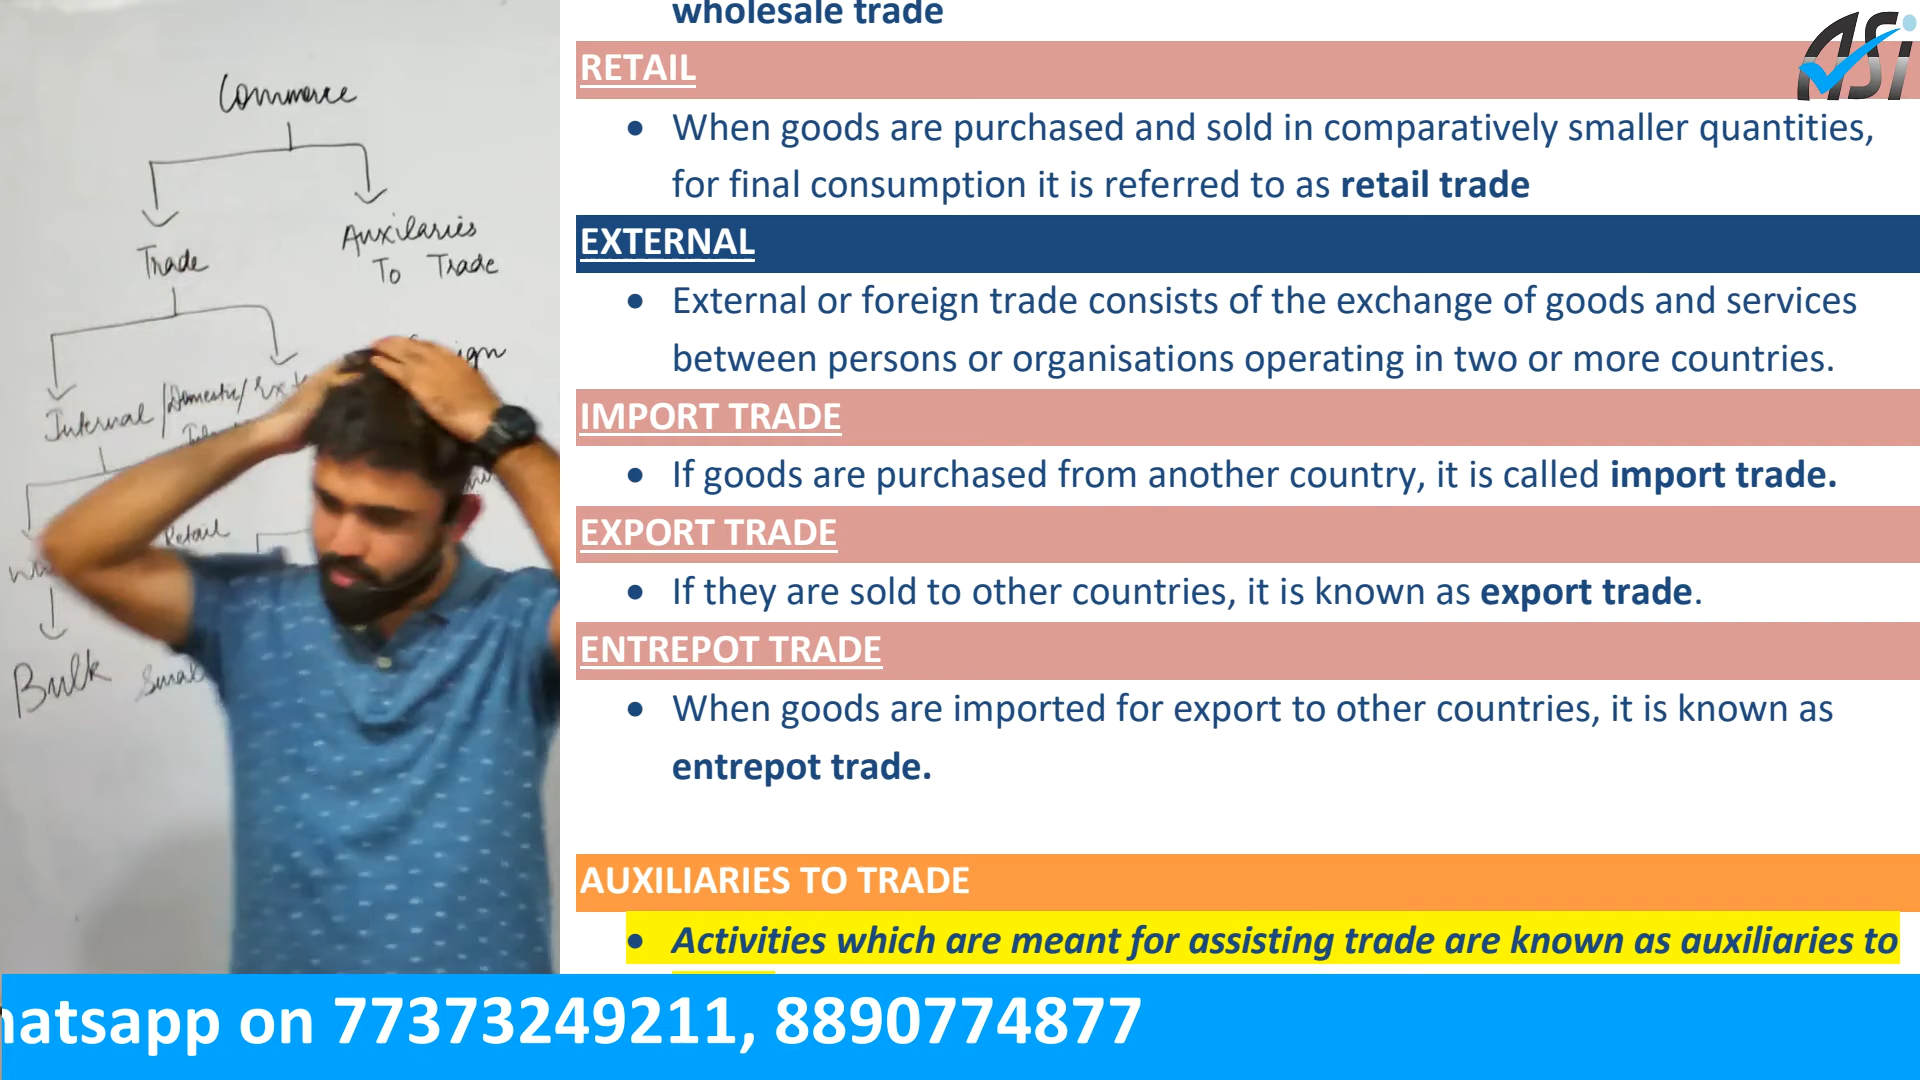 Commerce
Trade
Auxilaries
To Trade
Internal /Domestic/
Retail
Bulk
wholesale trade
RETAIL
• When goods are purchased and sold in comparatively smaller quantities,
for final consumption it is referred to as retail trade
EXTERNAL
• External or foreign trade consists of the exchange of goods and services
between persons or organisations operating in two or more countries.
IMPORT TRADE
• If goods are purchased from another country, it is called import trade.
EXPORT TRADE
• If they are sold to other countries, it is known as export trade.
ENTREPOT TRADE
• When goods are imported for export to other countries, it is known as
entrepot trade.
AUXILIARIES TO TRADE
• Activities which are meant for assisting trade are known as auxiliaries to
hatsapp on 77373249211, 8890774877
ASi